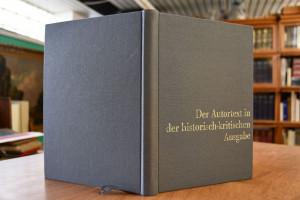 Der Autortext in
der historisch-kritischen
Ausgabe